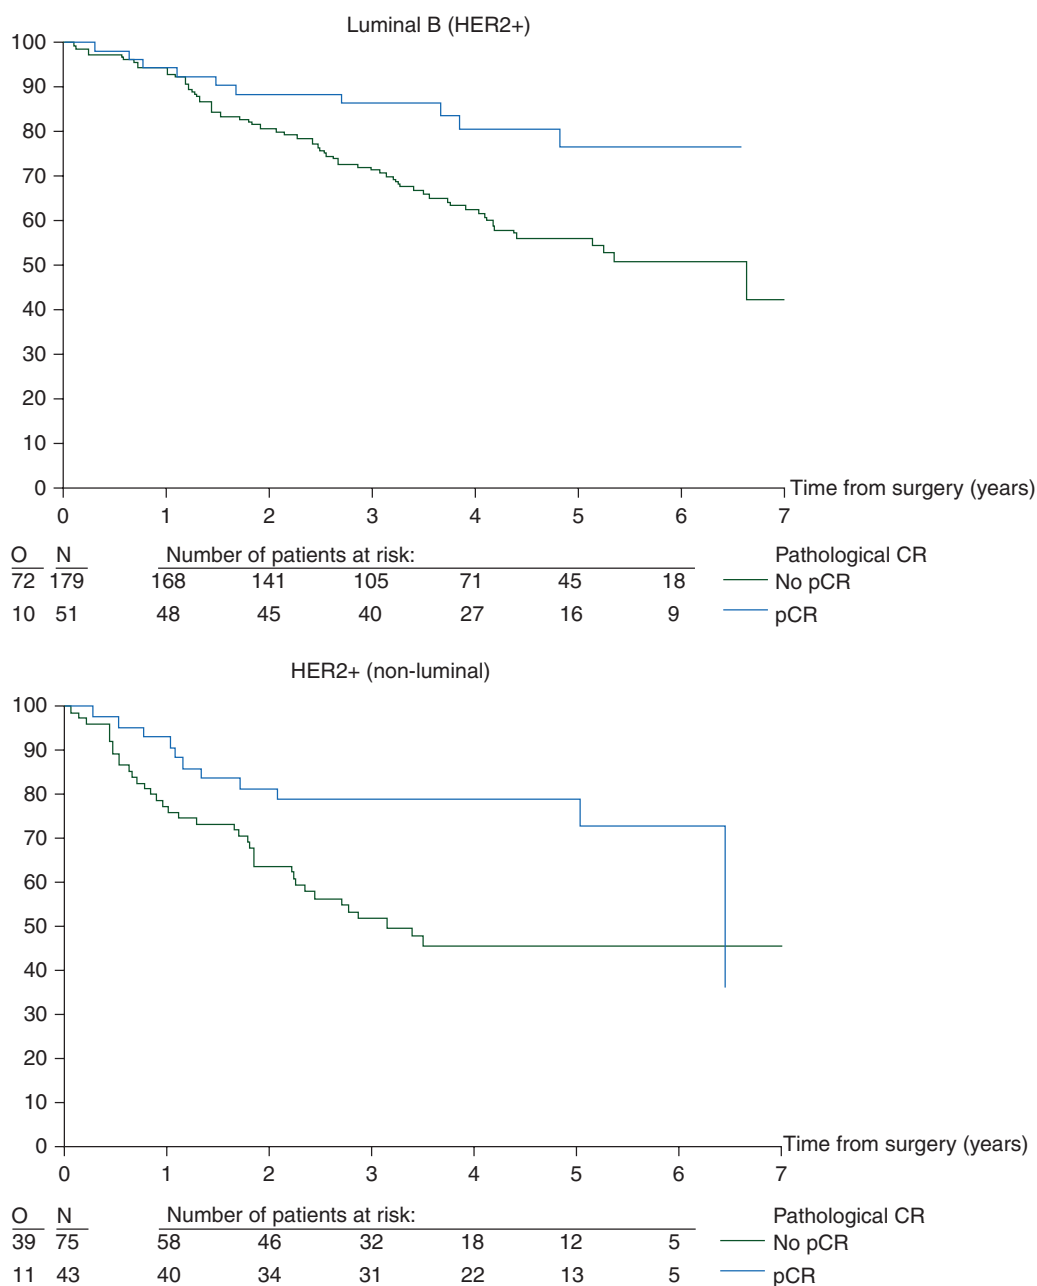 Luminal B (HER2+)
100
90
80
70
60
50
40
30
20
10
0
0 1 2 3 4 5 6 7
Time from surgery (years)
O N Number of patients at risk: Pathological CR
72 179 168 141 105 71 45 18 No pCR
10 51 48 45 40 27 16 9 pCR
HER2+ (non-luminal)
100
90
80
70
60
50
40
30
20
10
0
Time from surgery (years)
0 1 2 3 4 5 6 7
O N Number of patients at risk: Pathological CR
39 75 58 46 32 18 12 5 No pCR
11 43 40 34 31 22 13 5 pCR